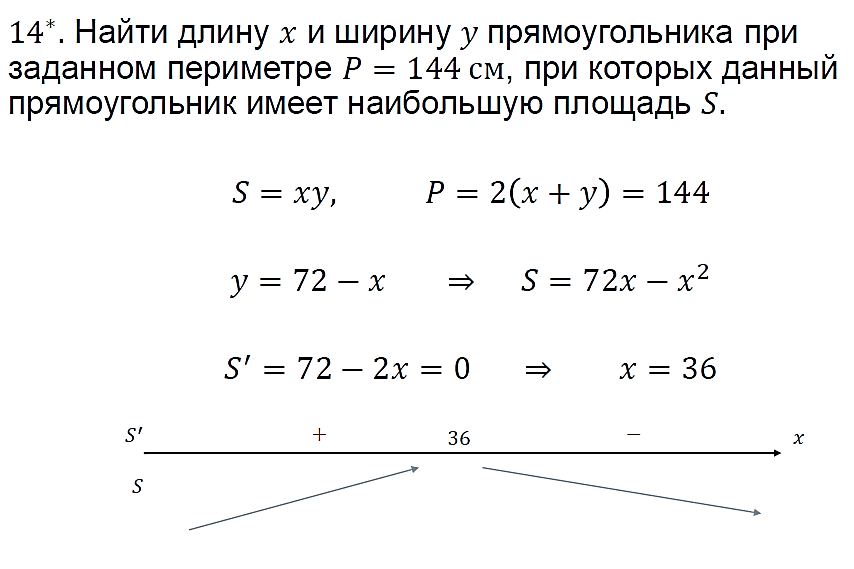 14*. Найти длину x и ширину y прямоугольника при
заданном периметре P = 144 см, при которых данный
прямоугольник имеет наибольшую площадь S.
S = xy, P = 2(x + y) = 144
y = 72 − x ⇒ S = 72x − x²
S′ = 72 − 2x = 0 ⇒ x = 36
S′ + 36 − x
S